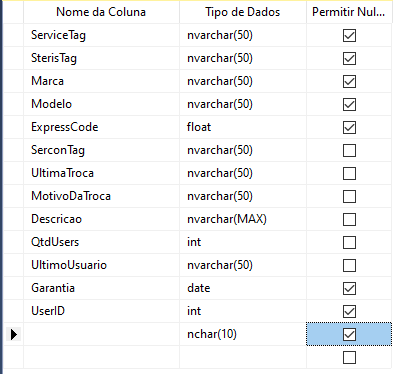 Nome da Coluna Tipo de Dados Permitir Nul...
ServiceTag nvarchar(50)
SterisTag nvarchar(50)
Marca nvarchar(50)
Modelo nvarchar(50)
ExpressCode float
SerconTag nvarchar(50)
UltimaTroca nvarchar(50)
MotivoDaTroca nvarchar(50)
Descricao nvarchar(MAX)
QtdUsers int
UltimoUsuario nvarchar(50)
Garantia date
UserID int
nchar(10)